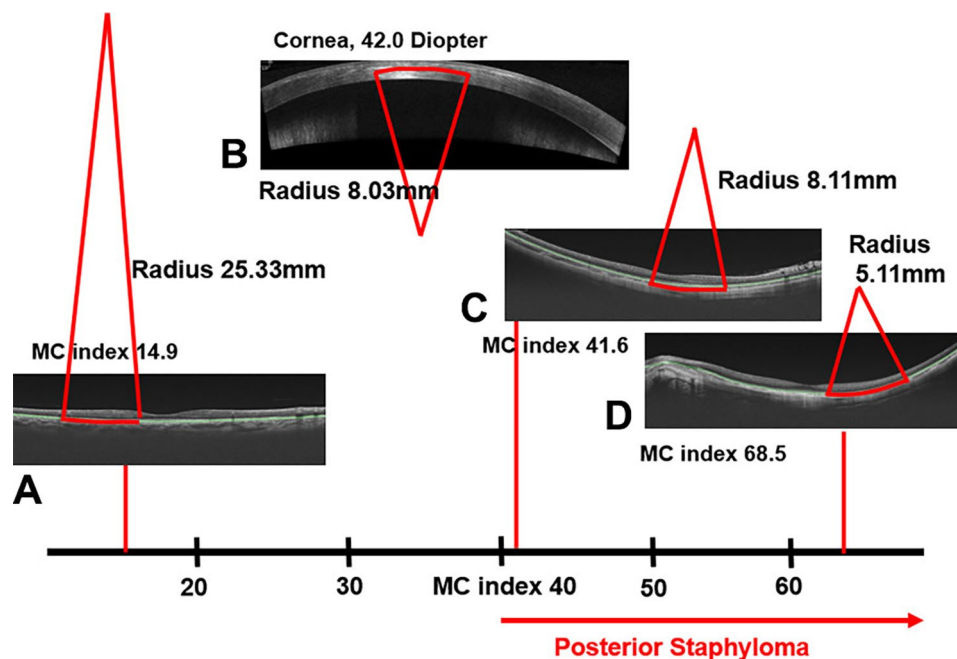 Cornea, 42.0 Diopter
B
Radius 8.03mm
Radius 8.11mm
Radius 25.33mm
Radius
5.11mm
C
MC index 14.9
MC index 41.6
D
MC index 68.5
A
20
30
MC index 40
50
60
Posterior Staphyloma